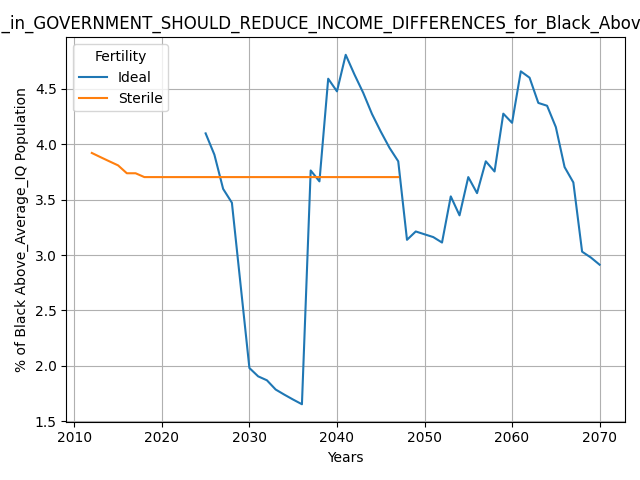 _in_GOVERNMENT_SHOULD_REDUCE_INCOME_DIFFERENCES_for_Black_Abov
Fertility
Ideal
Sterile
% of Black Above_Average_IQ Population
4.5
4.0
3.5
3.0
2.5
2.0
1.5
2010 2020 2030 2040 2050 2060 2070
Years